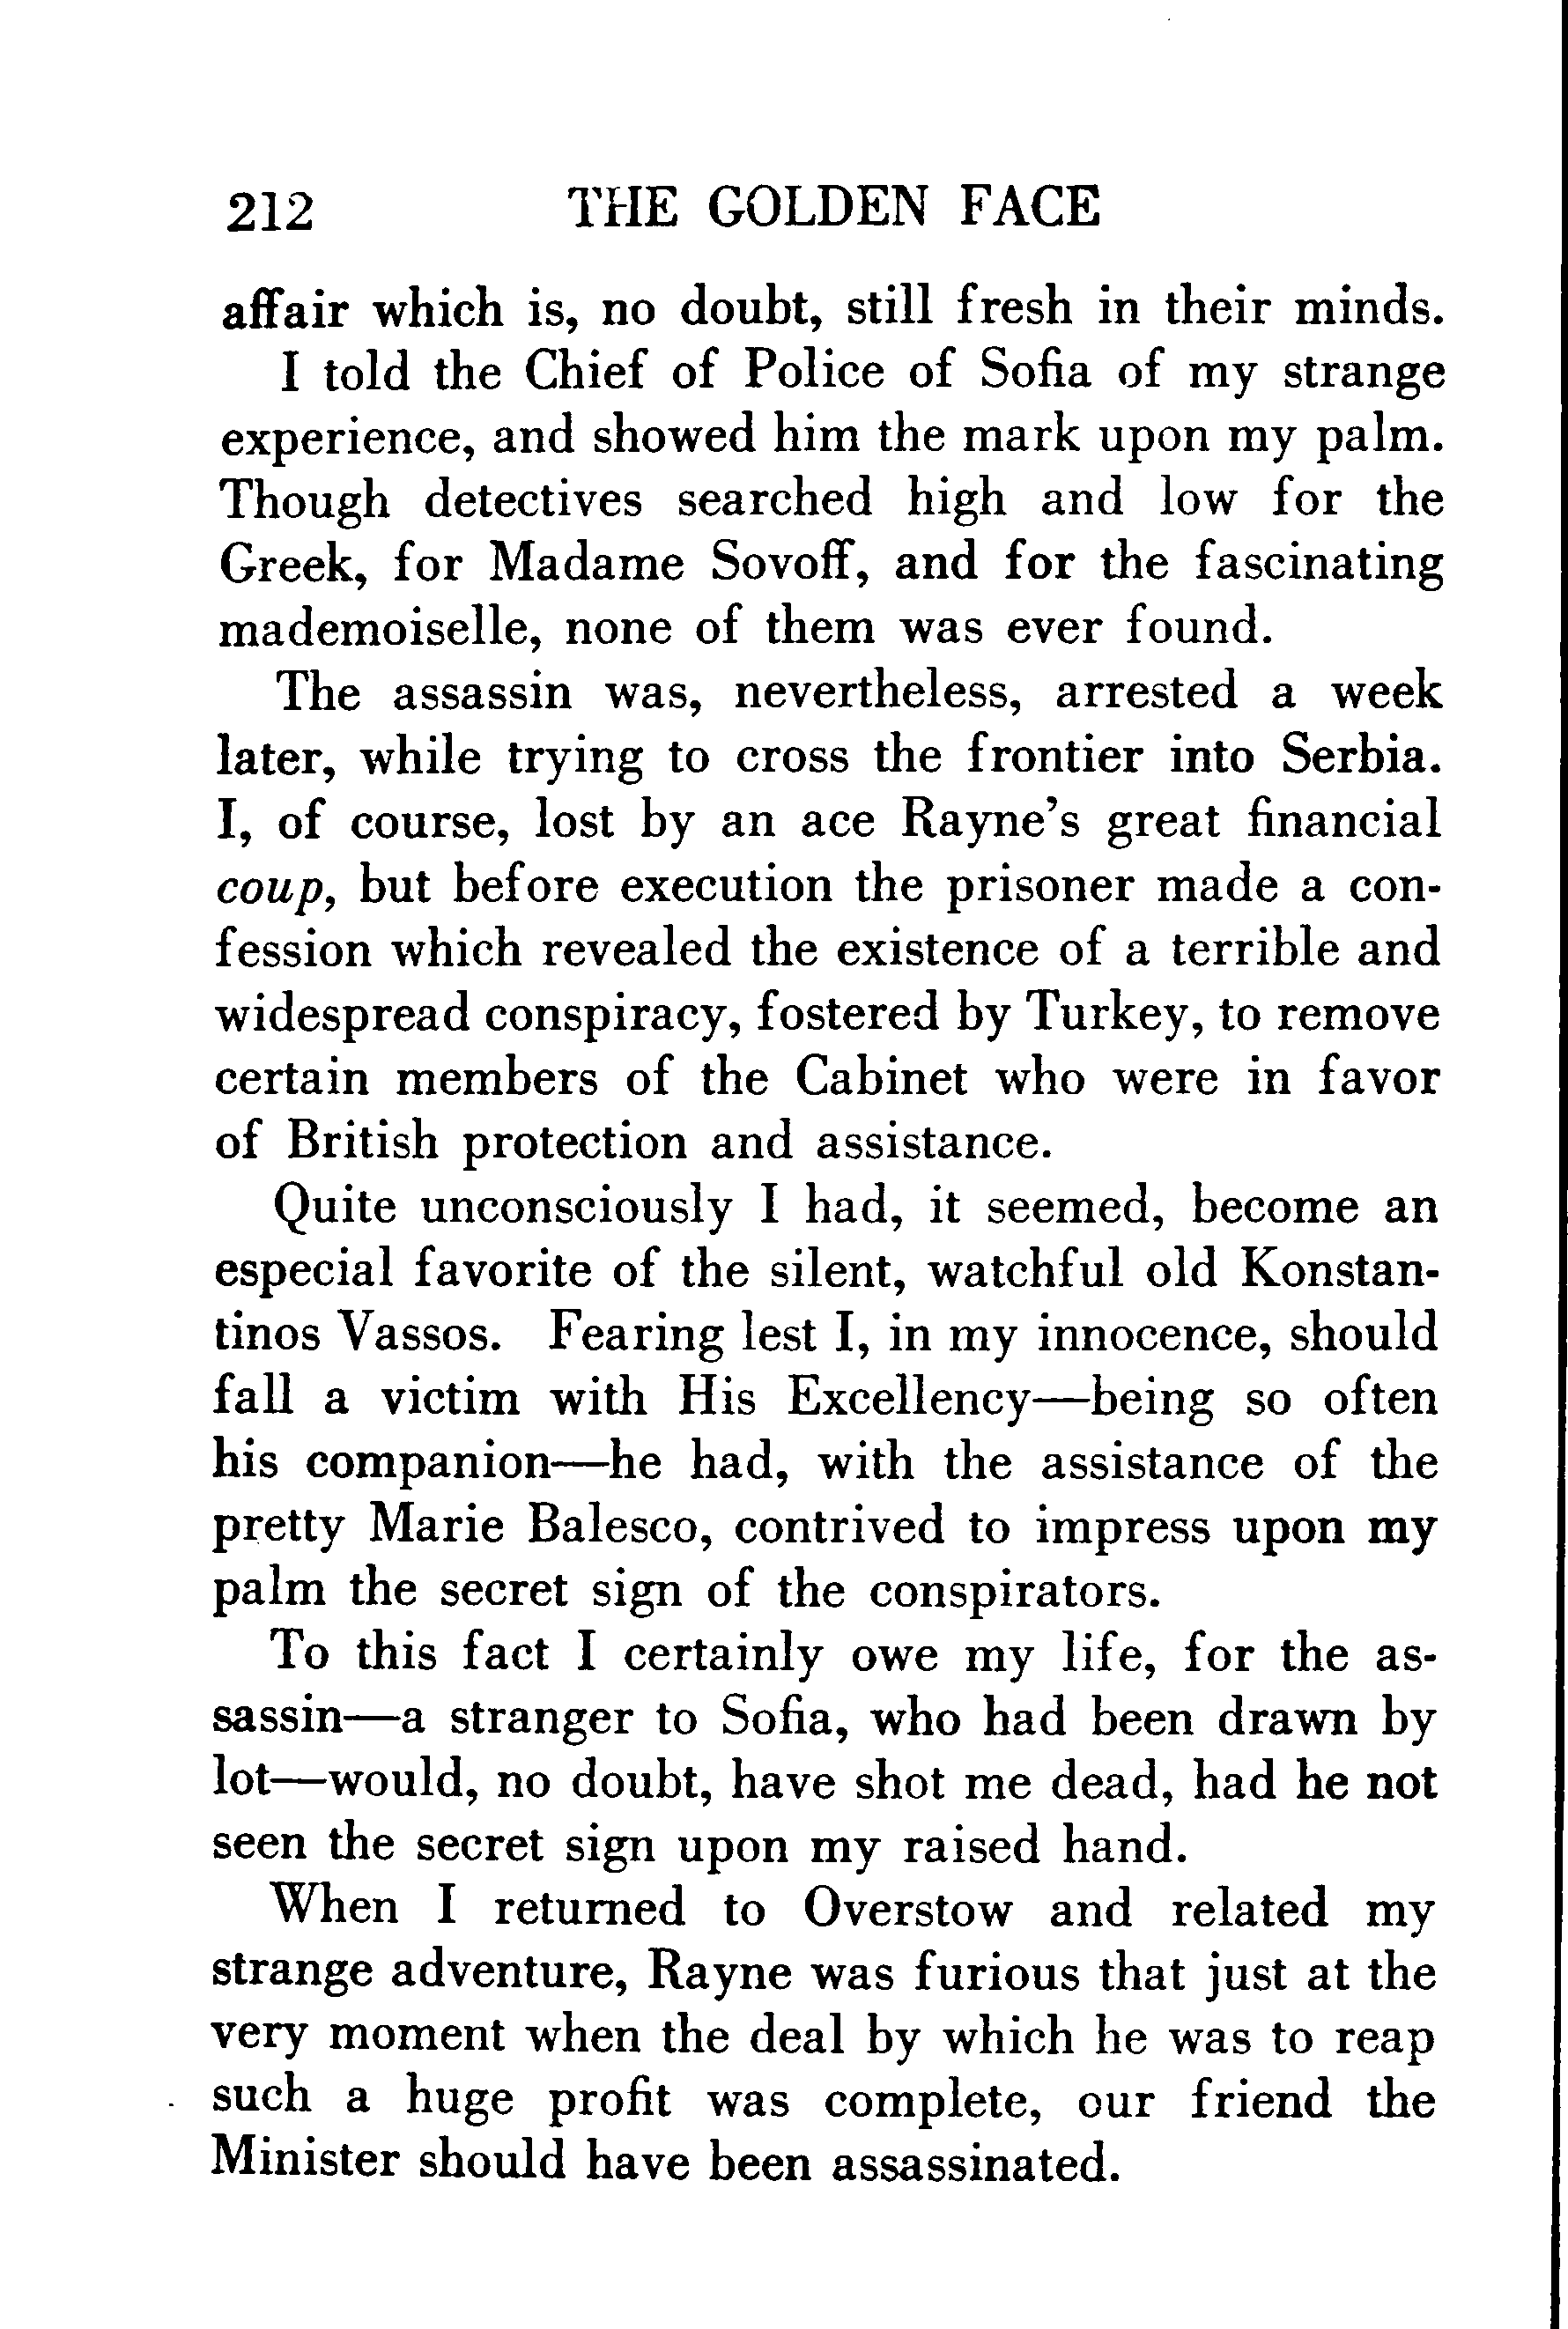 212 THE GOLDEN FACE
affair which is, no doubt, still fresh in their minds.
I told the Chief of Police of Sofia of my strange
experience, and showed him the mark upon my palm.
Though detectives searched high and low for the
Greek, for Madame Sovoff, and for the fascinating
mademoiselle, none of them was ever found.
The assassin was, nevertheless, arrested a week
later, while trying to cross the frontier into Serbia.
I, of course, lost by an ace Rayne's great financial
coup, but before execution the prisoner made a con-
fession which revealed the existence of a terrible and
widespread conspiracy, fostered by Turkey, to remove
certain members of the Cabinet who were in favor
of British protection and assistance.
Quite unconsciously I had, it seemed, become an
especial favorite of the silent, watchful old Konstan-
tinos Vassos. Fearing lest I, in my innocence, should
fall a victim with His Excellency—being so often
his companion—he had, with the assistance of the
pretty Marie Balesco, contrived to impress upon my
palm the secret sign of the conspirators.
To this fact I certainly owe my life, for the as-
sassin—a stranger to Sofia, who had been drawn by
lot—would, no doubt, have shot me dead, had he not
seen the secret sign upon my raised hand.
When I returned to Overstow and related my
strange adventure, Rayne was furious that just at the
very moment when the deal by which he was to reap
such a huge profit was complete, our friend the
Minister should have been assassinated.